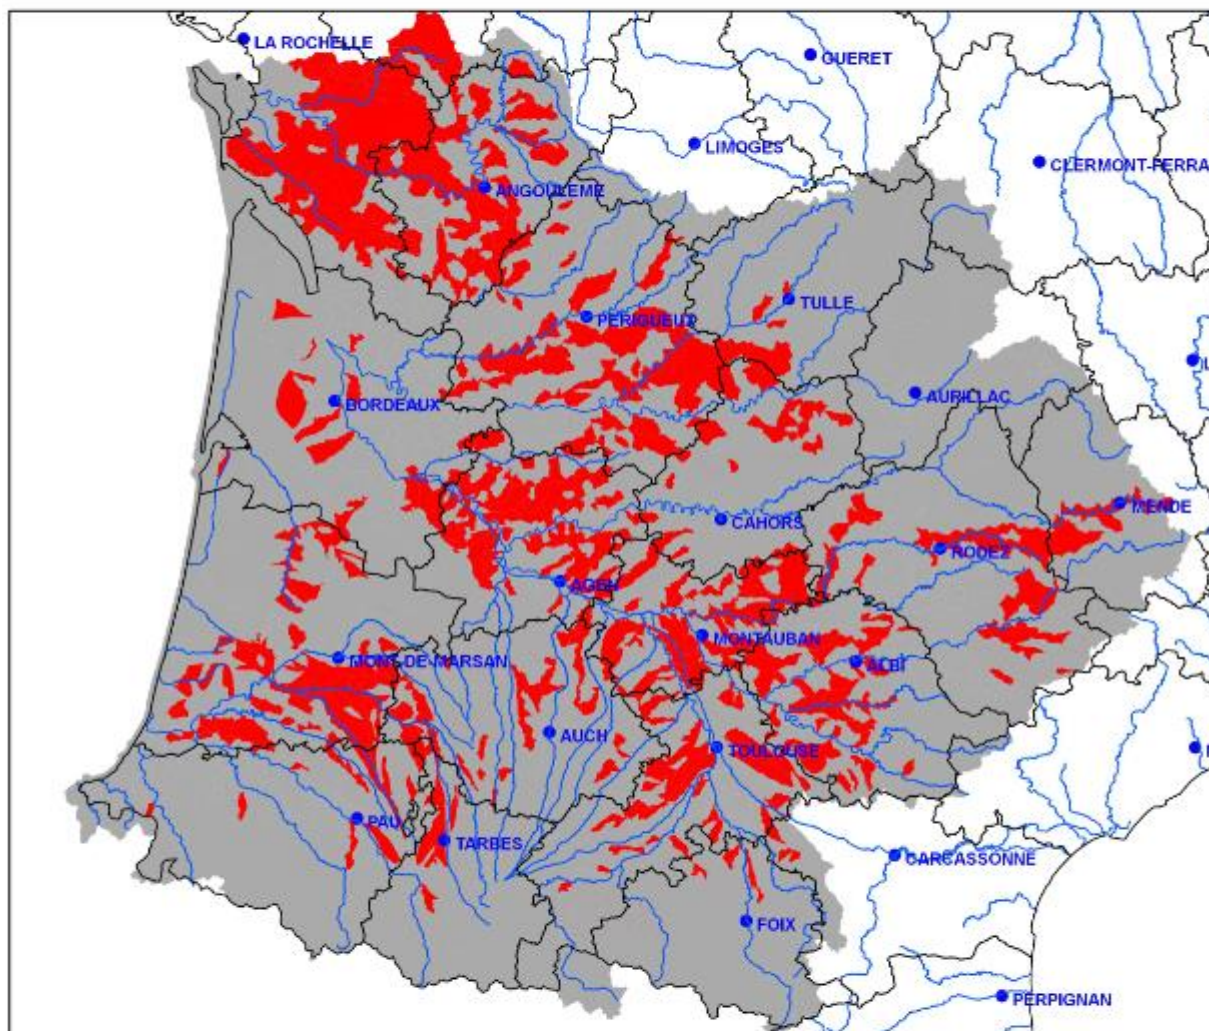 LA ROCHELLE
GUERET
LIMOGES
CLERMONT-FERRA
ANGOULEME
TULLE
PERIGUEUX
AURILLAC
BORDEAUX
MENDE
CAHORS
RODEZ
AGEN
MONTAUBAN
MONT-DE-MARSAN
ALBI
AUCH
TOULOUSE
PAU
TARBES
CARCASSONNE
FOIX
PERPIGNAN